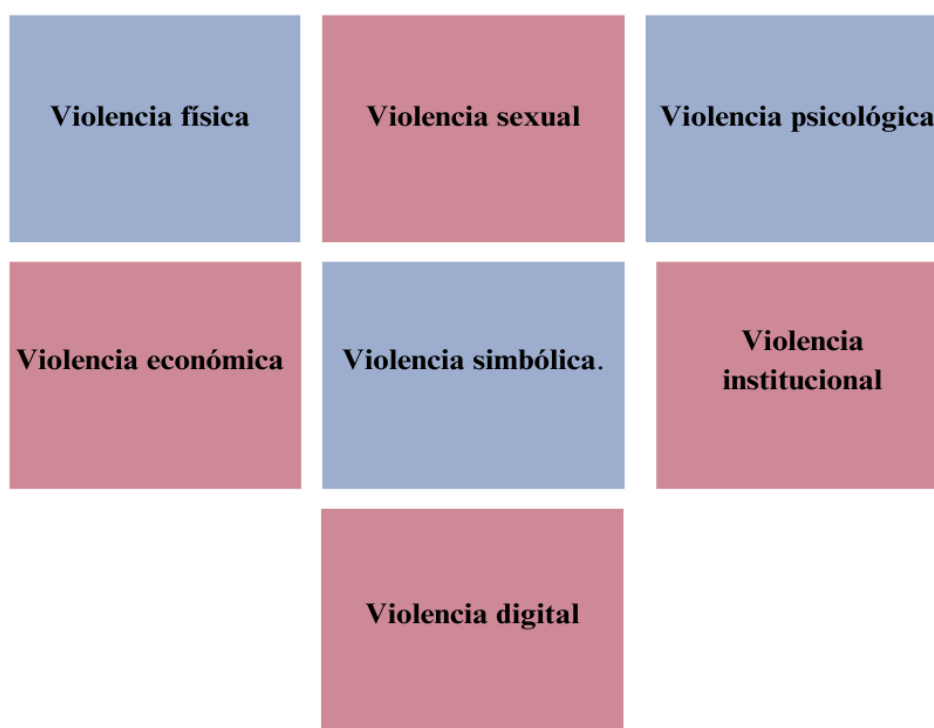 Violencia física
Violencia sexual
Violencia psicológica
Violencia económica
Violencia simbólica.
Violencia
institucional
Violencia digital